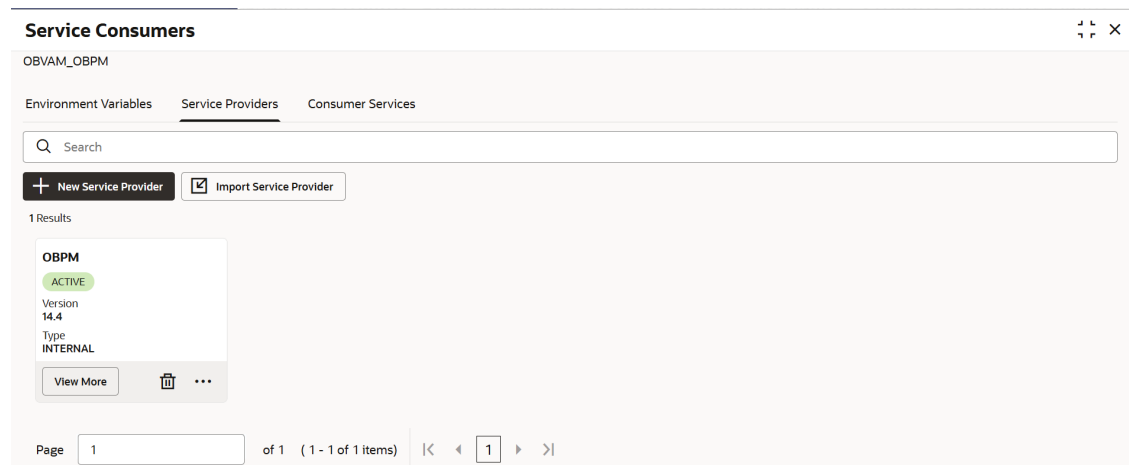 Service Consumers
OBVAM_OBPM
Environment Variables Service Providers Consumer Services
Search
New Service Provider Import Service Provider
1 Results
OBPM
ACTIVE
Version
14.4
Type
INTERNAL
View More
Page 1 of 1 ( 1 - 1 of 1 items) 1